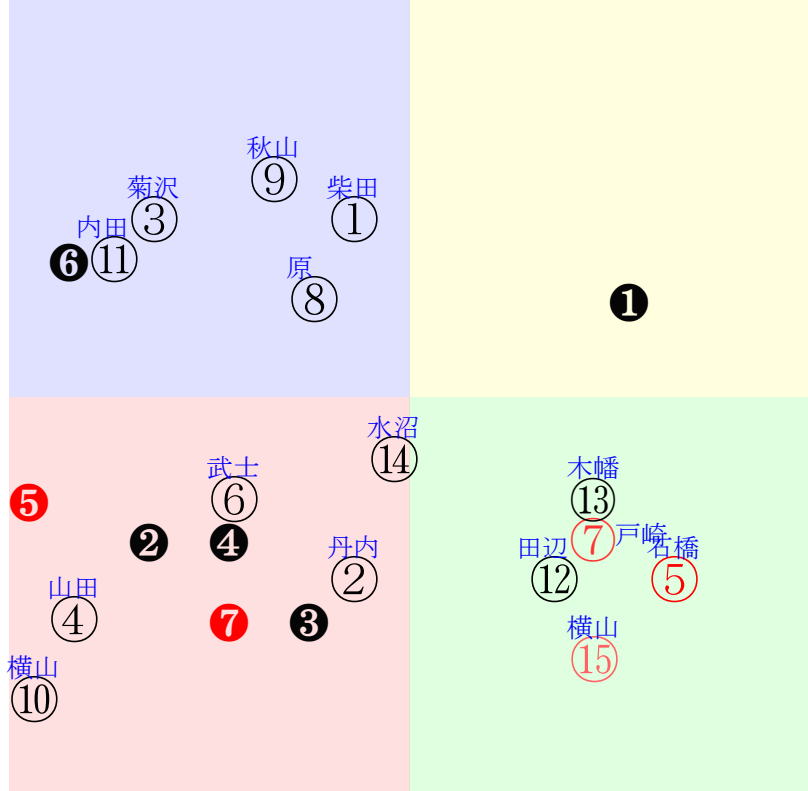 秋山
⑨
菊沢
③
柴田
①
内田
⑪
❻
原
⑧
❶
水沼
⑭
武士
⑥
木幡
⑬
❺
❷
❹
戸崎
⑦
丹内
②
田辺
⑫
石橋
⑤
山田
④
❼
❸
横山
⑮
横山
⑩